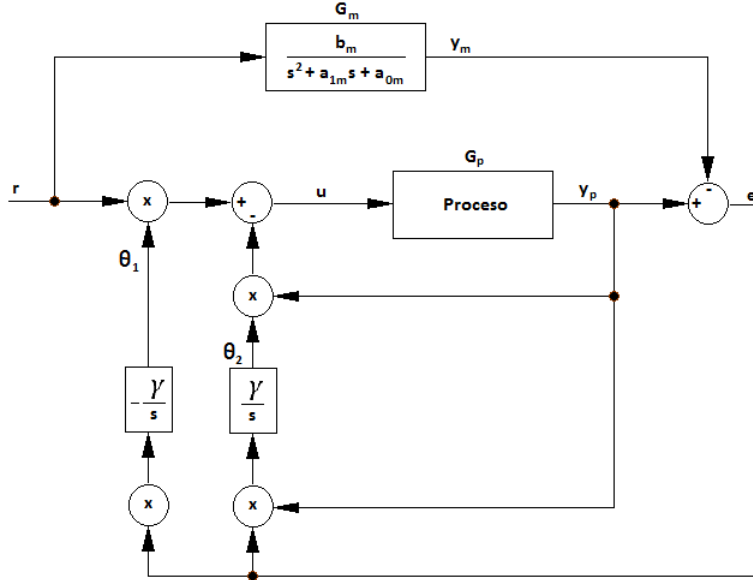 G_m
b_m
s^2 + a_1m s + a_0m
y_m
G_p
-
r
x
+
-
u
Proceso
y_p
+
e
θ_1
x
θ_2
-γ/s
γ/s
x
x